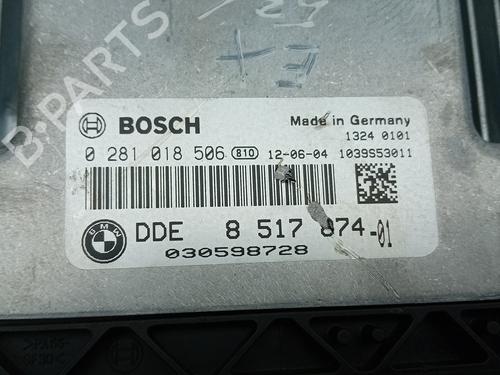 B-PARTS
BOSCH
Made in Germany
1324 0101
0 281 018 506 810 12-06-04 1039S53011
BMW
DDE 8 517 874-01
030598728